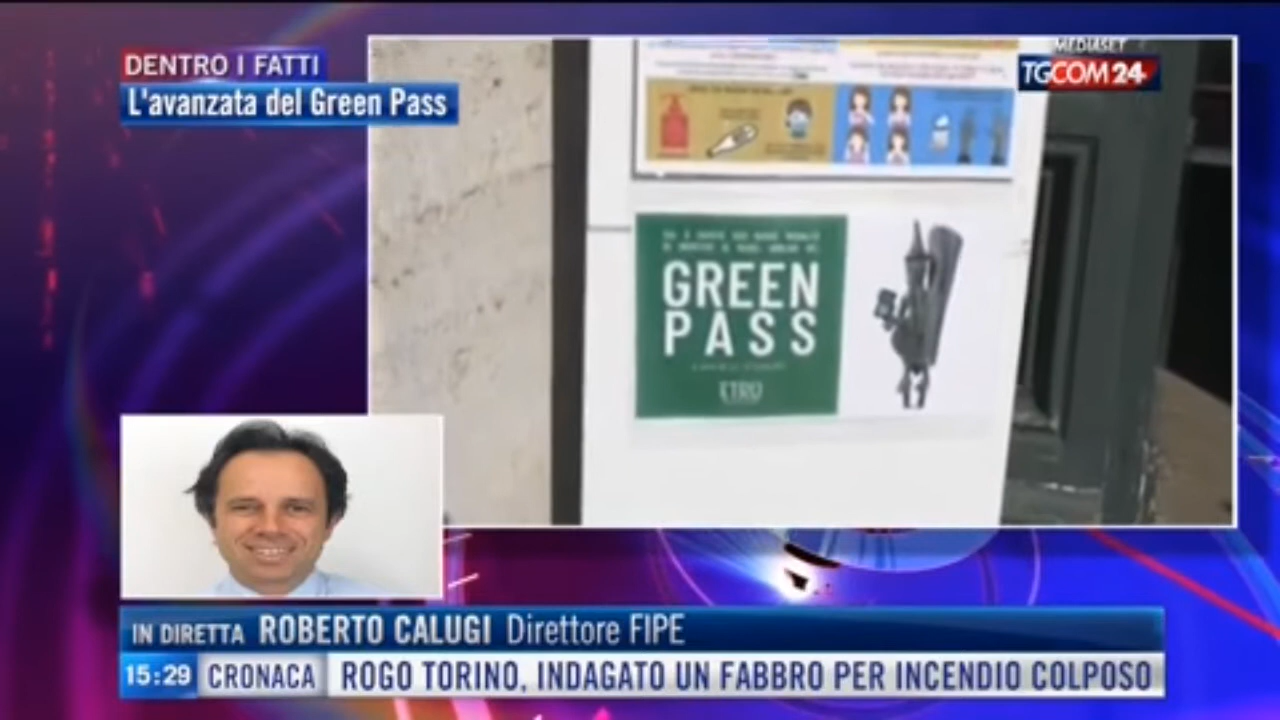 DENTRO I FATTI
L'avanzata del Green Pass
MEDIASET
TGCOM24
GREEN
PASS
ETRU
IN DIRETTA ROBERTO CALUGI Direttore FIPE
15:29 CRONACA ROGO TORINO, INDAGATO UN FABBRO PER INCENDIO COLPOSO